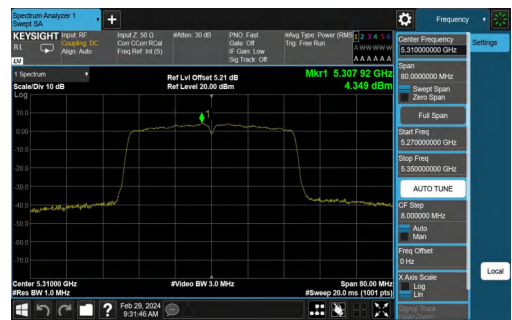 Spectrum Analyzer 1
Swept SA
Frequency
KEYSIGHT
Input: RF
Coupling: DC
Align: Auto
R L
LV
Input Z: 50 Ω
Corr CCorr RCal
Freq Ref: Int (S)
#Atten: 30 dB
PNO: Fast
Gate: Off
IF Gain: Low
Sig Track: Off
#Avg Type: Power (RMS
Trig: Free Run
1 2 3 4 5 6
A W W W W W
A A A A A A
1 Spectrum
Scale/Div 10 dB
Log
Ref Lvl Offset 5.21 dB
Ref Level 20.00 dBm
Mkr1 5.307 92 GHz
4.349 dBm
1
10.0
0.00
-10.0
-20.0
-30.0
-40.0
-50.0
-60.0
-70.0
Center 5.31000 GHz
#Res BW 1.0 MHz
#Video BW 3.0 MHz
Span 80.00 MHz
#Sweep 20.0 ms (1001 pts)
Center Frequency
5.310000000 GHz
Settings
Span
80.0000000 MHz
Swept Span
Zero Span
Full Span
Start Freq
5.270000000 GHz
Stop Freq
5.350000000 GHz
AUTO TUNE
CF Step
8.000000 MHz
Auto
Man
Freq Offset
0 Hz
X Axis Scale
Log
Lin
Local
Signal Track
Feb 29, 2024
9:31:46 AM